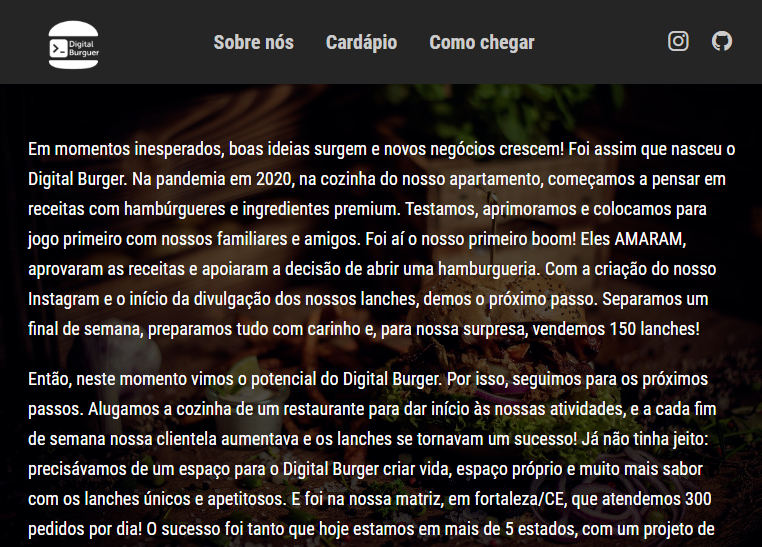 Digital
Burguer
Sobre nós
Cardápio
Como chegar
Em momentos inesperados, boas ideias surgem e novos negócios crescem! Foi assim que nasceu o
Digital Burger. Na pandemia em 2020, na cozinha do nosso apartamento, começamos a pensar em
receitas com hambúrgueres e ingredientes premium. Testamos, aprimoramos e colocamos para
jogo primeiro com nossos familiares e amigos. Foi aí o nosso primeiro boom! Eles AMARAM,
aprovaram as receitas e apoiaram a decisão de abrir uma hamburgueria. Com a criação do nosso
Instagram e o início da divulgação dos nossos lanches, demos o próximo passo. Separamos um
final de semana, preparamos tudo com carinho e, para nossa surpresa, vendemos 150 lanches!
Então, neste momento vimos o potencial do Digital Burger. Por isso, seguimos para os próximos
passos. Alugamos a cozinha de um restaurante para dar início às nossas atividades, e a cada fim
de semana nossa clientela aumentava e os lanches se tornavam um sucesso! Já não tinha jeito:
precisávamos de um espaço para o Digital Burger criar vida, espaço próprio e muito mais sabor
com os lanches únicos e apetitosos. E foi na nossa matriz, em fortaleza/CE, que atendemos 300
pedidos por dia! O sucesso foi tanto que hoje estamos em mais de 5 estados, com um projeto de